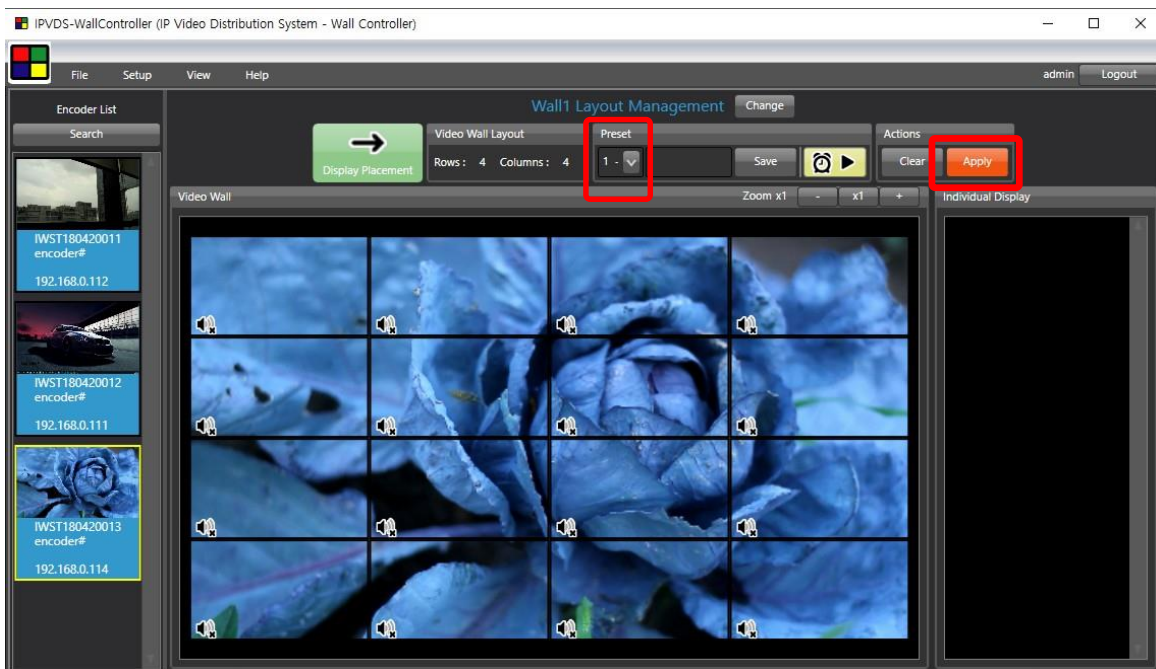 IPVDS-WallController (IP Video Distribution System - Wall Controller)
File Setup View Help
admin Logout
Encoder List
Search
Wall1 Layout Management Change
Display Placement
Video Wall Layout
Rows : 4 Columns : 4
Preset
1 -
Save
Actions
Clear Apply
Video Wall
Zoom x1 - x1 +
Individual Display
IWST180420011
encoder#
192.168.0.112
IWST180420012
encoder#
192.168.0.111
IWST180420013
encoder#
192.168.0.114